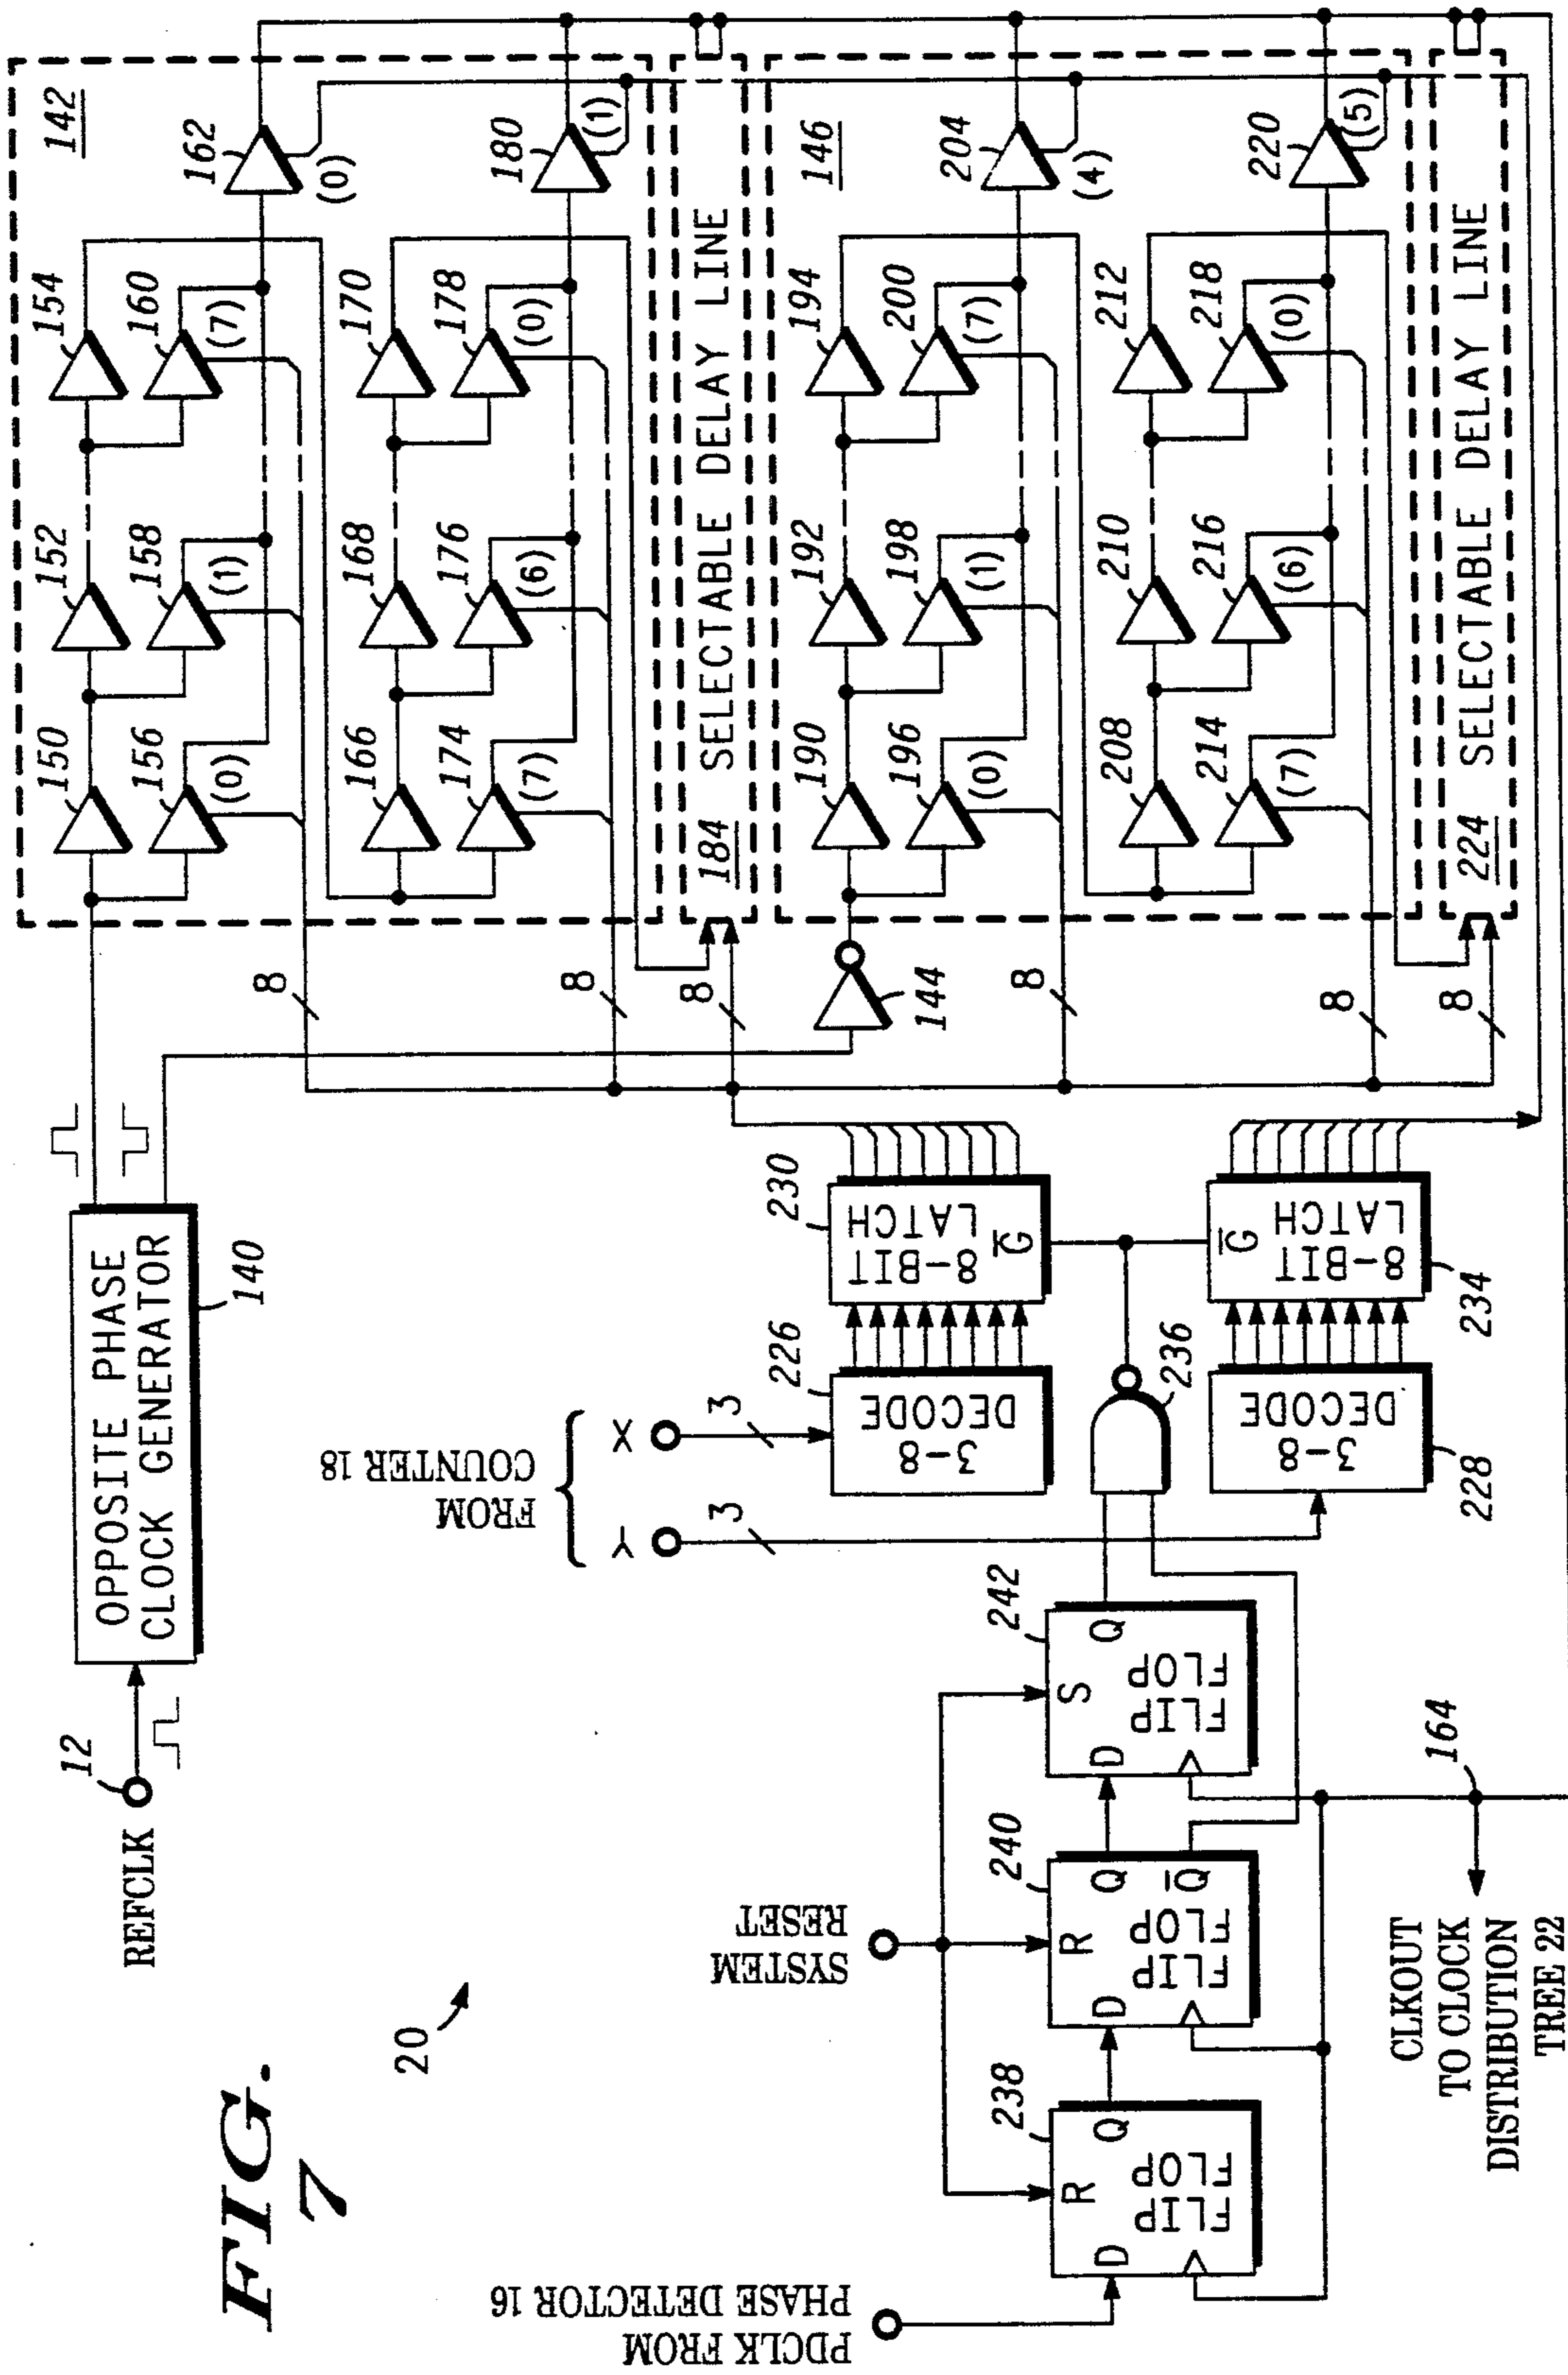 FIG.
7
20
REFCLK
12
OPPOSITE PHASE
CLOCK GENERATOR
140
142
150
152
154
156
158
160
162
(0)
(1)
(7)
(0)
166
168
170
174
176
178
180
(7)
(6)
(0)
(1)
8
8
8
184 SELECTABLE DELAY LINE
144
146
190
192
194
196
198
200
204
(0)
(1)
(7)
(4)
208
210
212
214
216
218
220
(7)
(6)
(0)
(5)
8
8
8
224 SELECTABLE DELAY LINE
FROM
COUNTER 18
Y
X
3
3
226
3-8
DECODE
230
8-BIT
LATCH
G̅
236
228
3-8
DECODE
234
8-BIT
LATCH
G̅
SYSTEM
RESET
PDCLK FROM
PHASE DETECTOR 16
238
R
D
Q
FLIP
FLOP
240
R
D
Q
Q̅
FLIP
FLOP
242
S
D
Q
FLIP
FLOP
164
CLKOUT
TO CLOCK
DISTRIBUTION
TREE 22